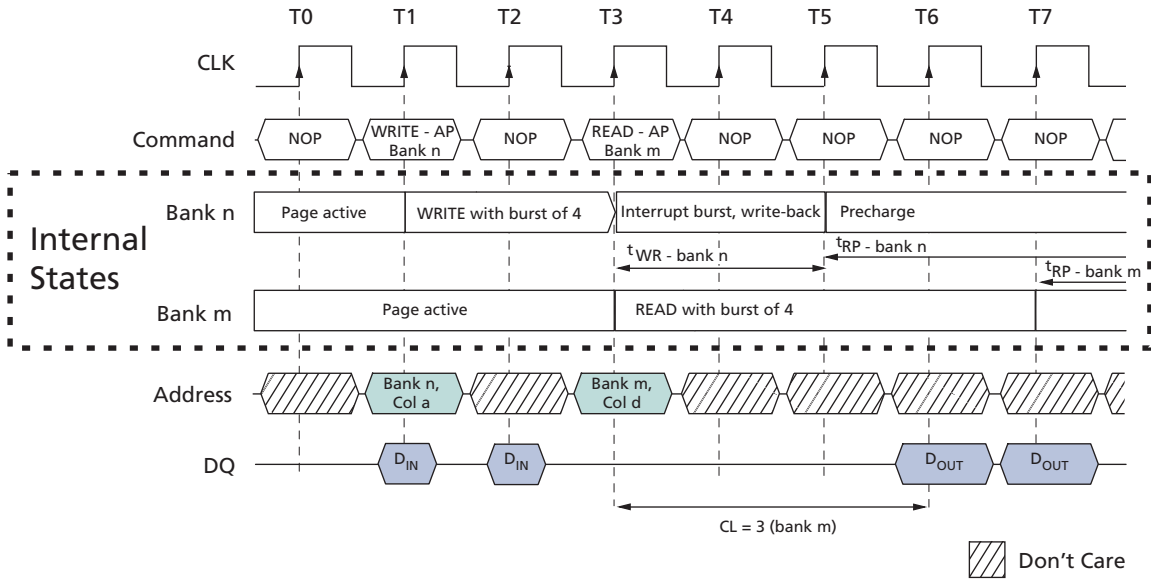 T0 T1 T2 T3 T4 T5 T6 T7
CLK
Command NOP WRITE - AP Bank n NOP READ - AP Bank m NOP NOP NOP NOP
Internal States
Bank n Page active WRITE with burst of 4 Interrupt burst, write-back Precharge
tWR - bank n tRP - bank n
tRP - bank m
Bank m Page active READ with burst of 4
Address Bank n, Col a Bank m, Col d
DQ DIN DIN DOUT DOUT
CL = 3 (bank m)
Don't Care